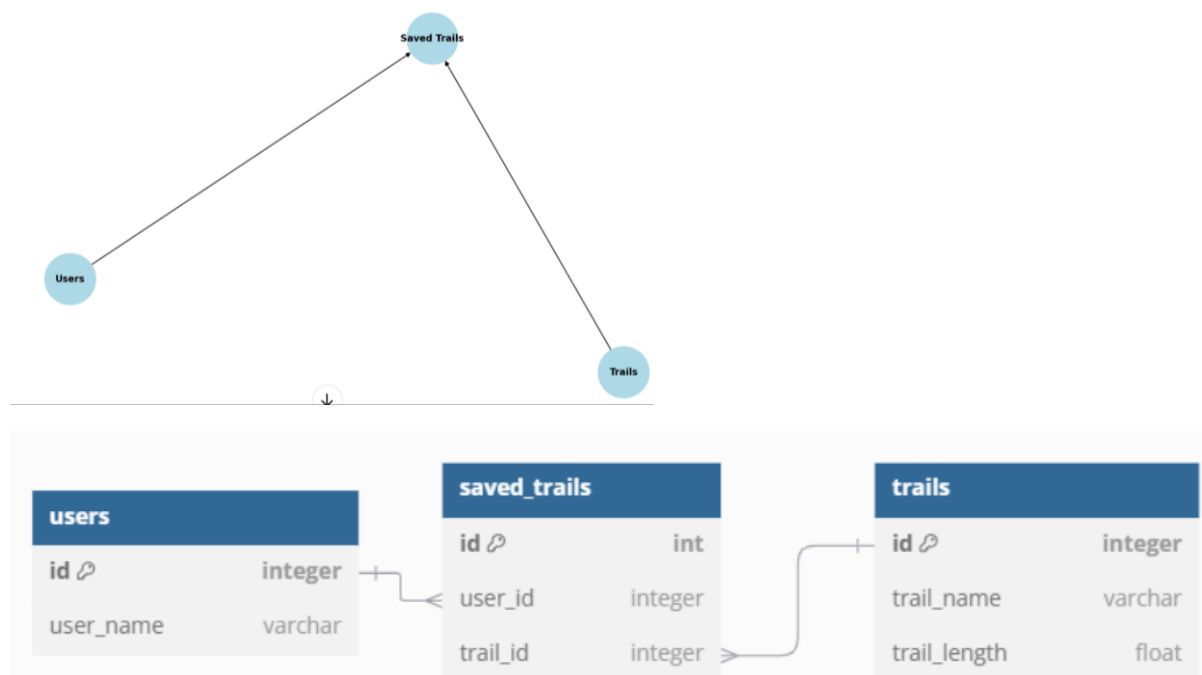 Saved Trails
Users
Trails
users
id integer
user_name varchar
saved_trails
id int
user_id integer
trail_id integer
trails
id integer
trail_name varchar
trail_length float